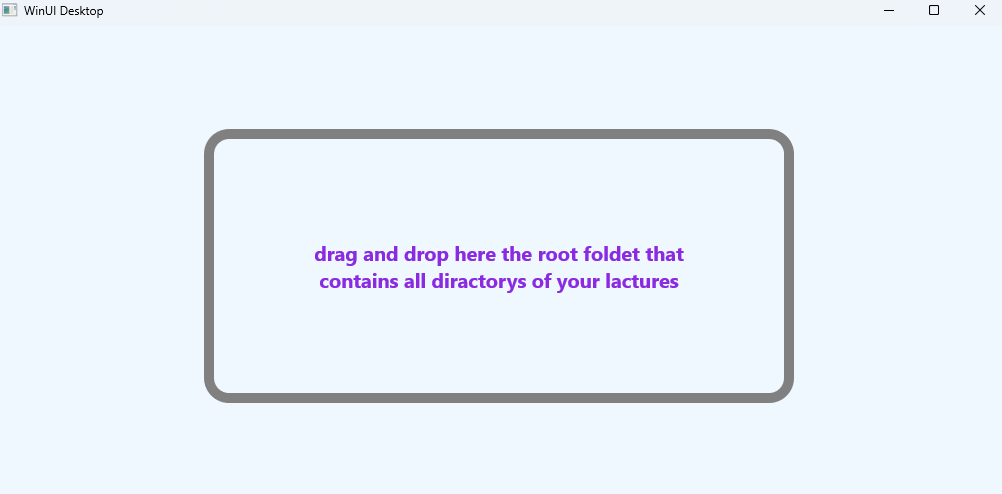 WinUI Desktop
drag and drop here the root foldet that
contains all diractorys of your lactures